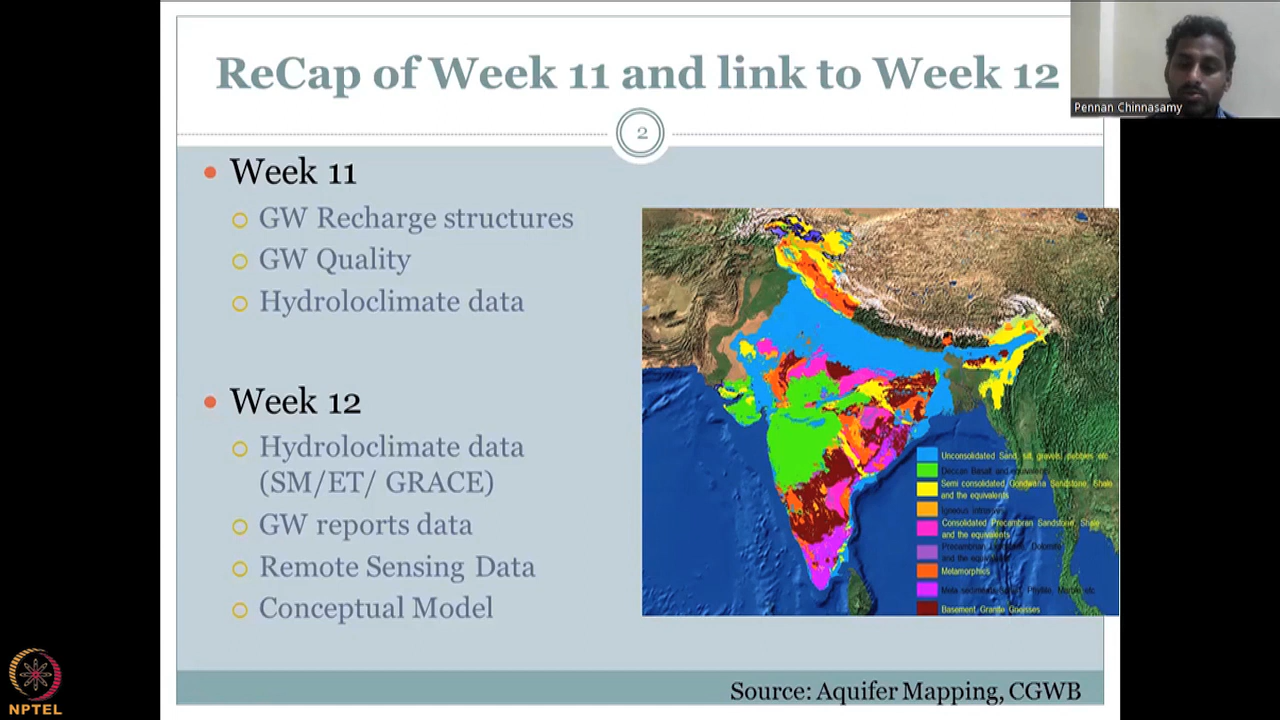 ReCap of Week 11 and link to Week 12
Pennan Chinnasamy
2
Week 11
GW Recharge structures
GW Quality
Hydroloclimate data
Week 12
Hydroloclimate data
(SM/ET/ GRACE)
GW reports data
Remote Sensing Data
Conceptual Model
Unconsolidated Sand, silt, gravels, pebbles etc
Deccan Basalt and equivalents
Semi consolidated Gondwana Sandstone, Shale
and the equivalents
Consolidated Precambran Sandstone, Shale
and the equivalents
Metamorphics
Basement Granite Gneisses
Source: Aquifer Mapping, CGWB
NPTEL